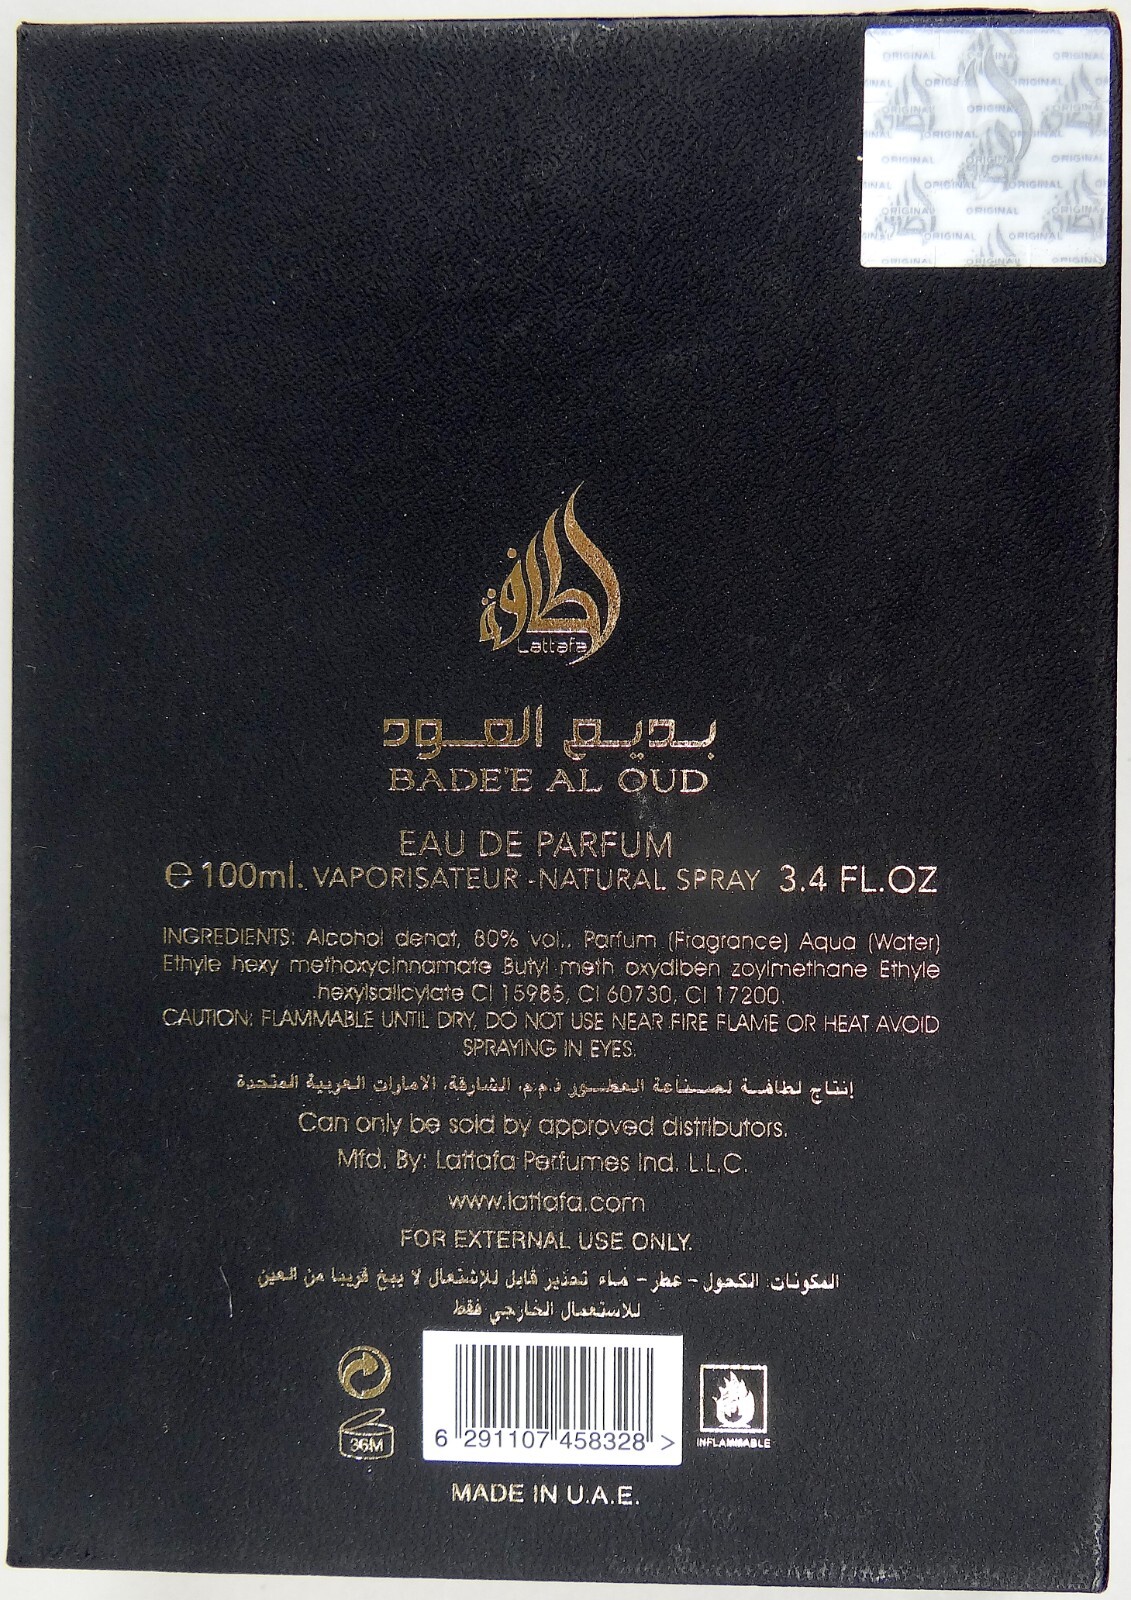 ORIGINAL
لطافة
Lattafa
بديع العود
BADE'E AL OUD
EAU DE PARFUM
℮ 100ml. VAPORISATEUR - NATURAL SPRAY 3.4 FL.OZ
INGREDIENTS: Alcohol denat, 80% vol., Parfum (Fragrance) Aqua (Water)
Ethyle hexy methoxycinnamate Butyl meth oxydiben zoylmethane Ethyle
hexylsalicylate CI 15985, CI 60730, CI 17200.
CAUTION: FLAMMABLE UNTIL DRY, DO NOT USE NEAR FIRE FLAME OR HEAT AVOID
SPRAYING IN EYES.
إنتاج لطافة لصناعة العطور ذ.م.م. الشارقة، الامارات العربية المتحدة
Can only be sold by approved distributors.
Mfd. By: Lattafa Perfumes Ind. L.L.C.
www.lattafa.com
FOR EXTERNAL USE ONLY.
المكونات: الكحول - عطر - ماء تحذير قابل للإشتعال لا يبخ قريبا من العين
للاستعمال الخارجي فقط
36M
6 291107 458328 >
INFLAMMABLE
MADE IN U.A.E.